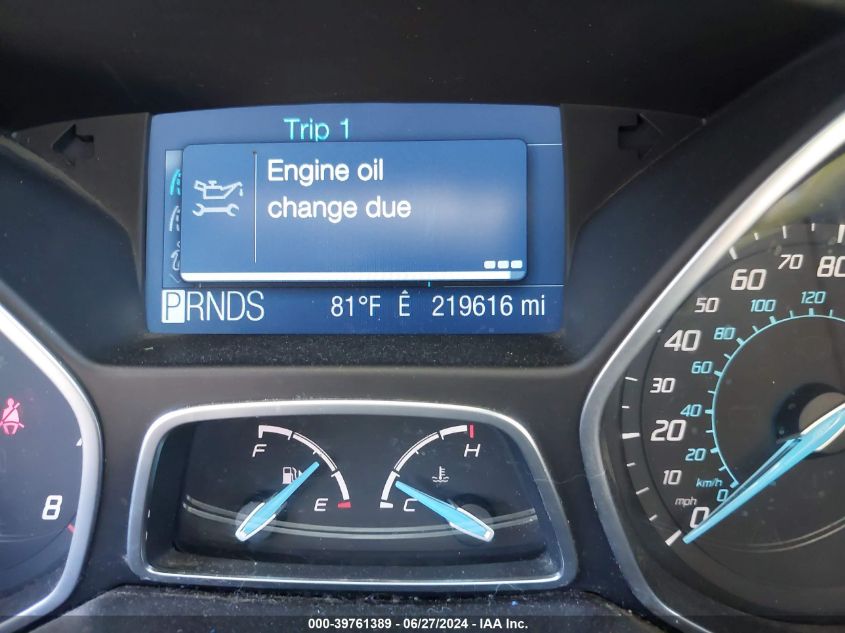 Trip 1
Engine oil
change due
PRNDS 81°F Ê 219616 mi
F E
C H
8
0 10 20 30 40 50 60 70 80
mph
km/h
0 20 40 60 80 100 120
000-39761389 - 06/27/2024 - IAA Inc.